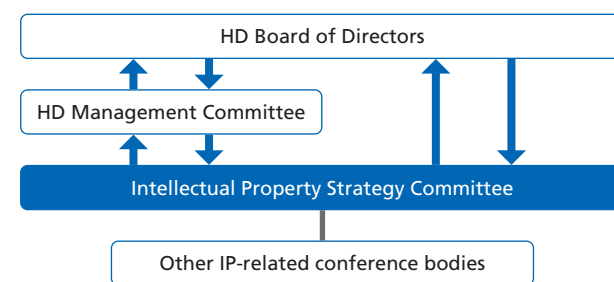 HD Board of Directors
HD Management Committee
Intellectual Property Strategy Committee
Other IP-related conference bodies